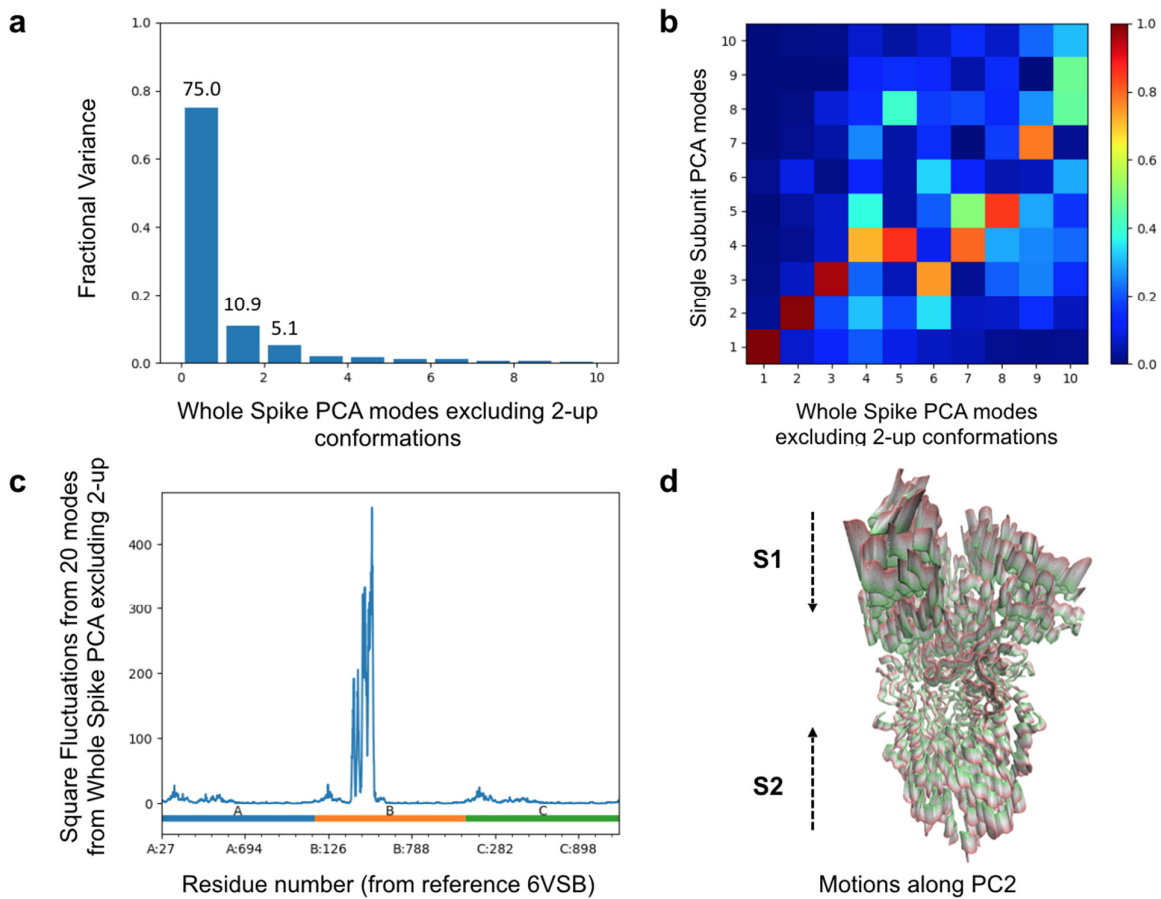 a
1.0
0.8
0.6
0.4
0.2
0.0
Fractional Variance
75.0
10.9
5.1
0
2
4
6
8
10
Whole Spike PCA modes excluding 2-up
conformations
b
10
9
8
7
6
5
4
3
2
1
Single Subunit PCA modes
1
2
3
4
5
6
7
8
9
10
Whole Spike PCA modes
excluding 2-up conformations
1.0
0.8
0.6
0.4
0.2
0.0
c
Square Fluctuations from 20 modes
from Whole Spike PCA excluding 2-up
400
300
200
100
0
A
B
C
A:27
A:694
B:126
B:788
C:282
C:898
Residue number (from reference 6VSB)
d
S1
S2
Motions along PC2